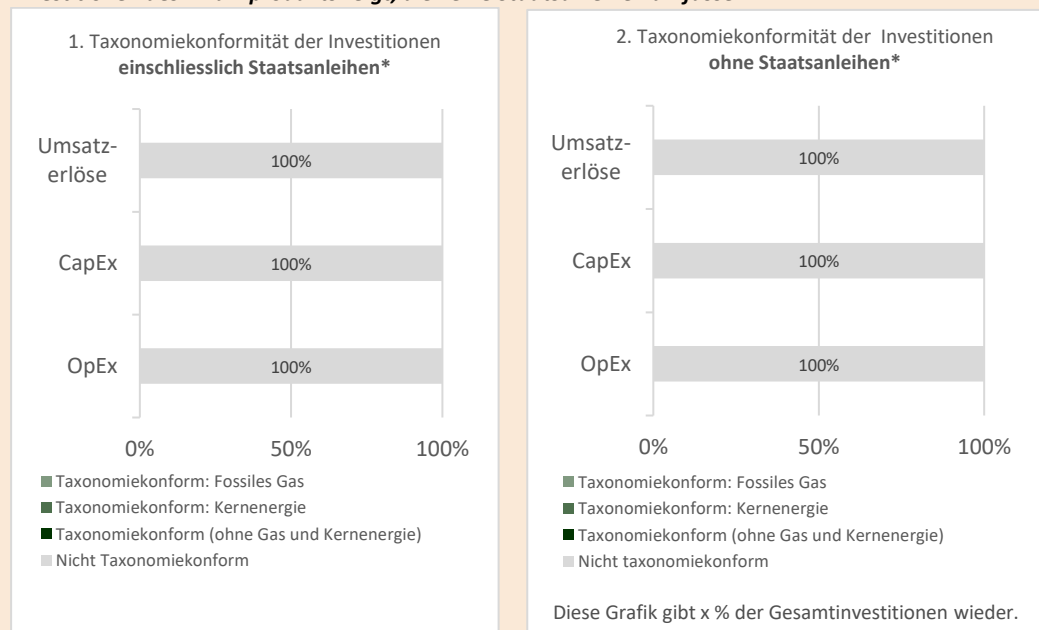 1. Taxonomiekonformität der Investitionen
einschliesslich Staatsanleihen*
Umsatz-
erlöse
100%
CapEx
100%
OpEx
100%
0%
50%
100%
Taxonomiekonform: Fossiles Gas
Taxonomiekonform: Kernenergie
Taxonomiekonform (ohne Gas und Kernenergie)
Nicht Taxonomiekonform
2. Taxonomiekonformität der Investitionen
ohne Staatsanleihen*
Umsatz-
erlöse
100%
CapEx
100%
OpEx
100%
0%
50%
100%
Taxonomiekonform: Fossiles Gas
Taxonomiekonform: Kernenergie
Taxonomiekonform (ohne Gas und Kernenergie)
Nicht taxonomiekonform
Diese Grafik gibt x % der Gesamtinvestitionen wieder.